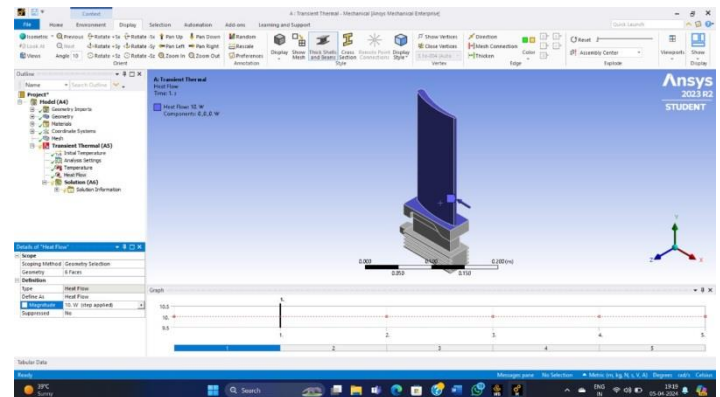 Context
A : Transient Thermal - Mechanical [Ansys Mechanical Enterprise]
File Home Environment Display Selection Automation Add-ons Learning and Support
Quick Launch
Isometric Previous Rotate +X Rotate +Z Pan Up Pan Down
Look At Next Rotate +Y Rotate -Y Pan Left Pan Right
Views Angle 10 Rotate -X Rotate -Z Zoom In Zoom Out
Orient
Random
Rescale
Preferences
Annotation
Display Show Mesh Thick Shells and Beams Cross Section Remote Point Connections Display Style
Style
Show Vertices
Close Vertices
Vertex
Mesh Connection
Thicken
Color
Edge
Reset
Assembly Center
Explode
Viewports
Show
Display
Outline
Name Search Outline
Project*
Model (A4)
Geometry Imports
Geometry
Materials
Coordinate Systems
Mesh
Transient Thermal (A5)
Initial Temperature
Analysis Settings
Temperature
Heat Flow
Solution (A6)
Solution Information
A: Transient Thermal
Heat Flow
Time: 1. s
Heat Flow: 10. W
Components: 0.,0.,0. W
Ansys
2023 R2
STUDENT
Y
Z X
0.000 0.100 0.200 (m)
0.050 0.150
Details of "Heat Flow"
Scope
Scoping Method Geometry Selection
Geometry 6 Faces
Definition
Type Heat Flow
Define As Heat Flow
Magnitude 10. W (step applied)
Suppressed No
Graph
1.
10.5
10.
9.5
1. 2. 3. 4. 5.
1 2 3 4 5
Tabular Data
Ready
Messages pane No Selection Metric (m, kg, N, s, V, A) Degrees rad/s Celsius
39°C
Sunny
Search
ENG
IN
19:19
05-04-2024